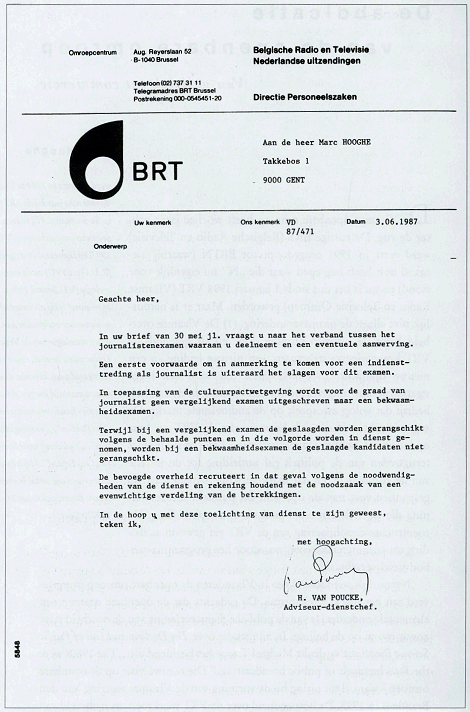 Omroepcentrum
Aug. Reyerslaan 52
B-1040 Brussel
Belgische Radio en Televisie
Nederlandse uitzendingen
Telefoon (02) 737 31 11
Telegramadres BRT Brussel
Postrekening 000-0545451-20
Directie Personeelszaken
BRT
Aan de heer Marc HOOGHE
Takkebos 1
9000 GENT
Uw kenmerk
Ons kenmerk VD
87/471
Datum 3.06.1987
Onderwerp
Geachte heer,
In uw brief van 30 mei jl. vraagt u naar het verband tussen het
journalistenexamen waaraan u deelneemt en een eventuele aanwerving.
Een eerste voorwaarde om in aanmerking te komen voor een indienst-
treding als journalist is uiteraard het slagen voor dit examen.
In toepassing van de cultuurpactwetgeving wordt voor de graad van
journalist geen vergelijkend examen uitgeschreven maar een bekwaam-
heidsexamen.
Terwijl bij een vergelijkend examen de geslaagden worden gerangschikt
volgens de behaalde punten en in die volgorde worden in dienst ge-
nomen, worden bij een bekwaamheidsexamen de geslaagde kandidaten niet
gerangschikt.
De bevoegde overheid recruteert in dat geval volgens de noodwendig-
heden van de dienst en rekening houdend met de noodzaak van een
evenwichtige verdeling van de betrekkingen.
In de hoop u met deze toelichting van dienst te zijn geweest,
teken ik,
met hoogachting,
H. VAN POUCKE,
Adviseur-dienstchef.
5848